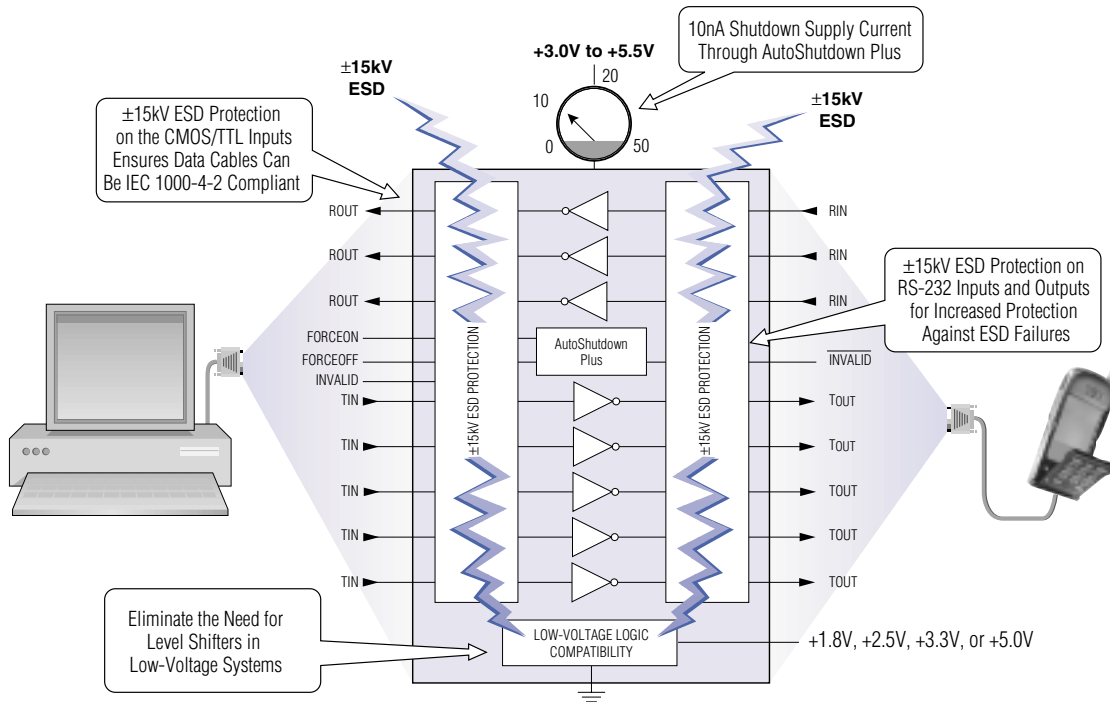 10nA Shutdown Supply Current
Through AutoShutdown Plus
+3.0V to +5.5V
±15kV
ESD
20
10
0
50
±15kV
ESD
±15kV ESD Protection
on the CMOS/TTL Inputs
Ensures Data Cables Can
Be IEC 1000-4-2 Compliant
ROUT
RIN
ROUT
RIN
ROUT
RIN
±15kV ESD Protection on
RS-232 Inputs and Outputs
for Increased Protection
Against ESD Failures
FORCEON
FORCEOFF
INVALID
AutoShutdown
Plus
INVALID
±15kV ESD PROTECTION
±15kV ESD PROTECTION
TIN
TOUT
TIN
TOUT
TIN
TOUT
TIN
TOUT
TIN
TOUT
Eliminate the Need for
Level Shifters in
Low-Voltage Systems
LOW-VOLTAGE LOGIC
COMPATIBILITY
+1.8V, +2.5V, +3.3V, or +5.0V